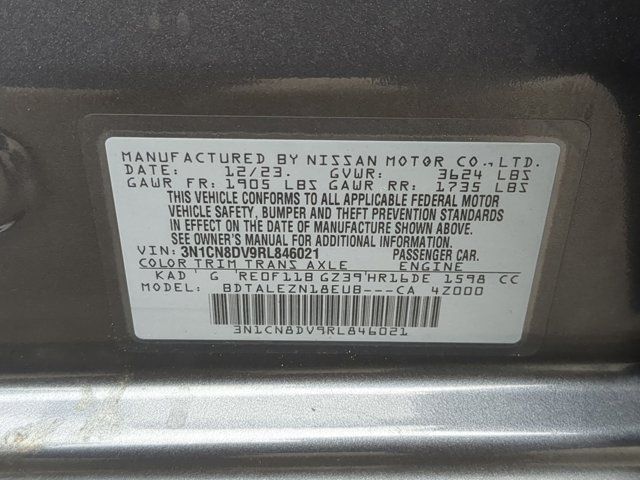 MANUFACTURED BY NISSAN MOTOR CO.,LTD.
DATE: 12/23. GVWR: 3624 LBS
GAWR FR: 1905 LBS GAWR RR: 1735 LBS
THIS VEHICLE CONFORMS TO ALL APPLICABLE FEDERAL MOTOR
VEHICLE SAFETY, BUMPER AND THEFT PREVENTION STANDARDS
IN EFFECT ON THE DATE OF MANUFACTURE SHOWN ABOVE.
SEE OWNER'S MANUAL FOR ADDITIONAL INFORMATION.
VIN: 3N1CN8DV9RL846021 PASSENGER CAR.
COLOR TRIM TRANS AXLE ENGINE
KAD G RE0F11B GZ39 HR16DE 1598 CC
MODEL: BDTALEZN18EUB---CA 4Z000
3N1CN8DV9RL846021